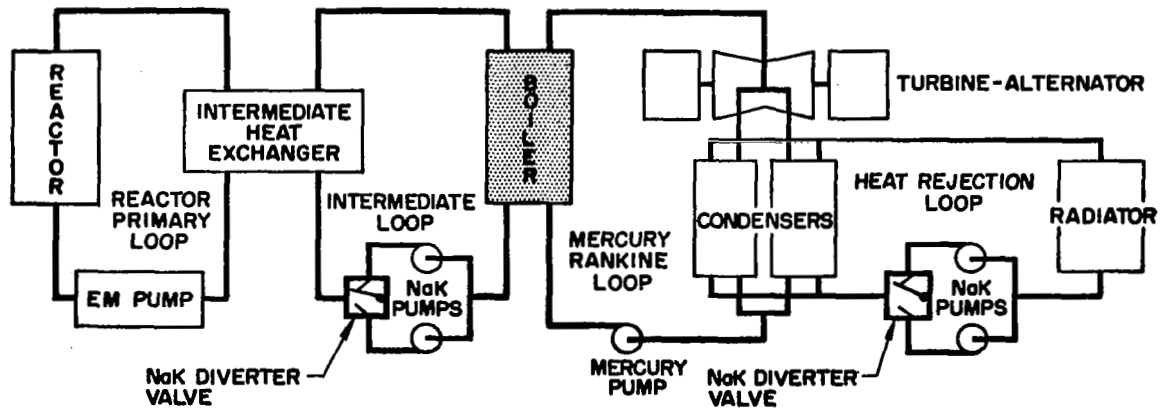 REACTOR
INTERMEDIATE
HEAT
EXCHANGER
REACTOR
PRIMARY
LOOP
EM PUMP
INTERMEDIATE
LOOP
NaK
PUMPS
NaK DIVERTER
VALVE
BOILER
MERCURY
RANKINE
LOOP
MERCURY
PUMP
TURBINE-ALTERNATOR
CONDENSERS
HEAT REJECTION
LOOP
RADIATOR
NaK
PUMPS
NaK DIVERTER
VALVE